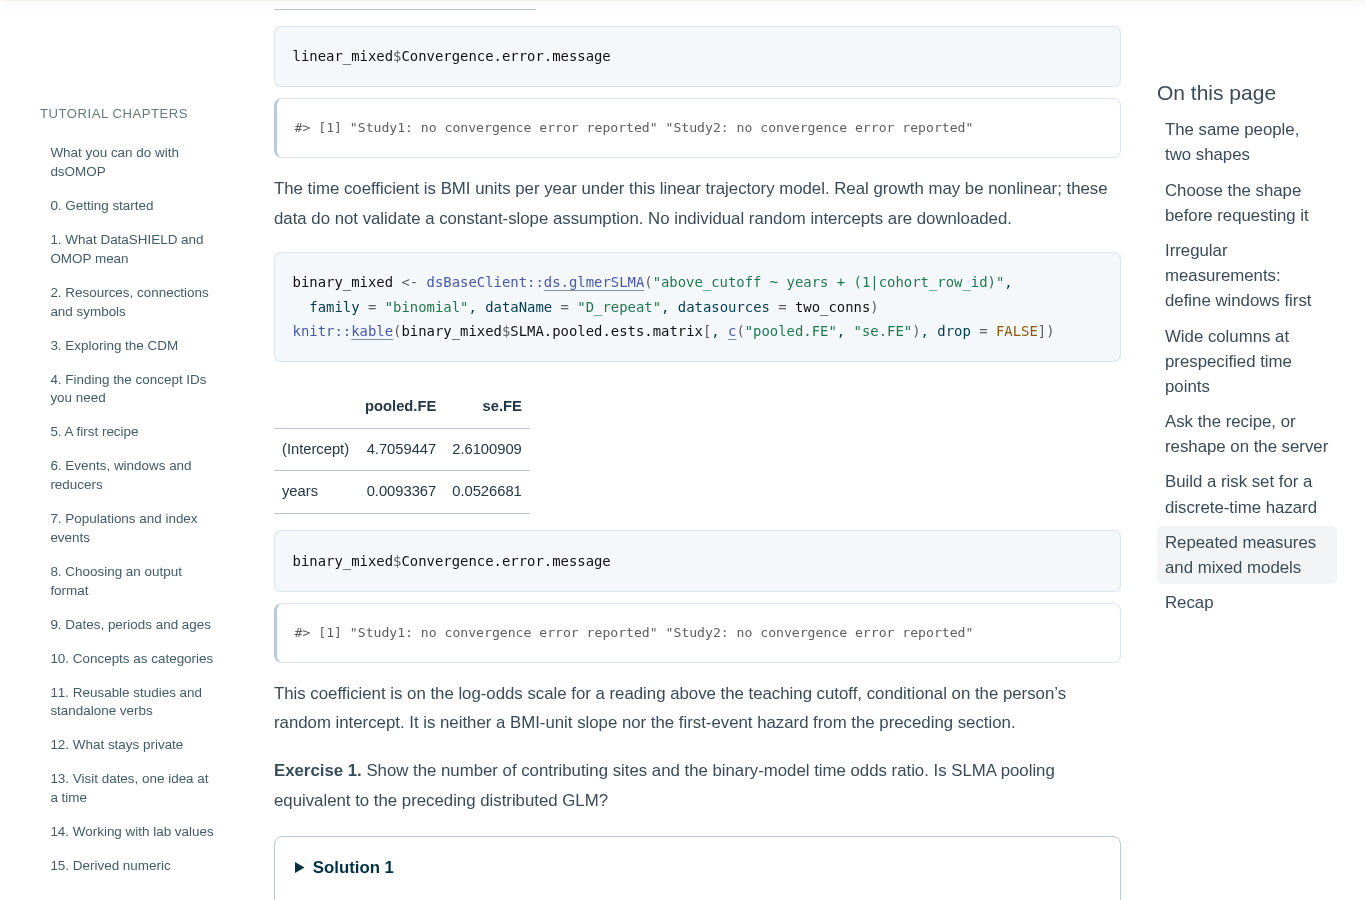 TUTORIAL CHAPTERS
What you can do with
dsOMOP
0. Getting started
1. What DataSHIELD and
OMOP mean
2. Resources, connections
and symbols
3. Exploring the CDM
4. Finding the concept IDs
you need
5. A first recipe
6. Events, windows and
reducers
7. Populations and index
events
8. Choosing an output
format
9. Dates, periods and ages
10. Concepts as categories
11. Reusable studies and
standalone verbs
12. What stays private
13. Visit dates, one idea at
a time
14. Working with lab values
15. Derived numeric
linear_mixed$Convergence.error.message
#> [1] "Study1: no convergence error reported" "Study2: no convergence error reported"
The time coefficient is BMI units per year under this linear trajectory model. Real growth may be nonlinear; these
data do not validate a constant-slope assumption. No individual random intercepts are downloaded.
binary_mixed <- dsBaseClient::ds.glmerSLMA("above_cutoff ~ years + (1|cohort_row_id)",
  family = "binomial", dataName = "D_repeat", datasources = two_conns)
knitr::kable(binary_mixed$SLMA.pooled.ests.matrix[, c("pooled.FE", "se.FE"), drop = FALSE])
pooled.FE se.FE
(Intercept) 4.7059447 2.6100909
years 0.0093367 0.0526681
binary_mixed$Convergence.error.message
#> [1] "Study1: no convergence error reported" "Study2: no convergence error reported"
This coefficient is on the log-odds scale for a reading above the teaching cutoff, conditional on the person’s
random intercept. It is neither a BMI-unit slope nor the first-event hazard from the preceding section.
Exercise 1. Show the number of contributing sites and the binary-model time odds ratio. Is SLMA pooling
equivalent to the preceding distributed GLM?
Solution 1
On this page
The same people,
two shapes
Choose the shape
before requesting it
Irregular
measurements:
define windows first
Wide columns at
prespecified time
points
Ask the recipe, or
reshape on the server
Build a risk set for a
discrete-time hazard
Repeated measures
and mixed models
Recap